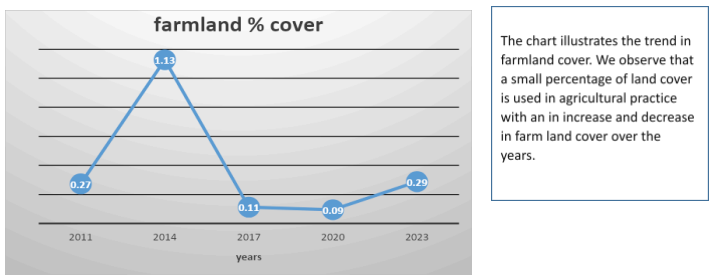 farmland % cover
1.13
0.27
0.11
0.09
0.29
2011 2014 2017 2020 2023
years
The chart illustrates the trend in
farmland cover. We observe that
a small percentage of land cover
is used in agricultural practice
with an in increase and decrease
in farm land cover over the
years.